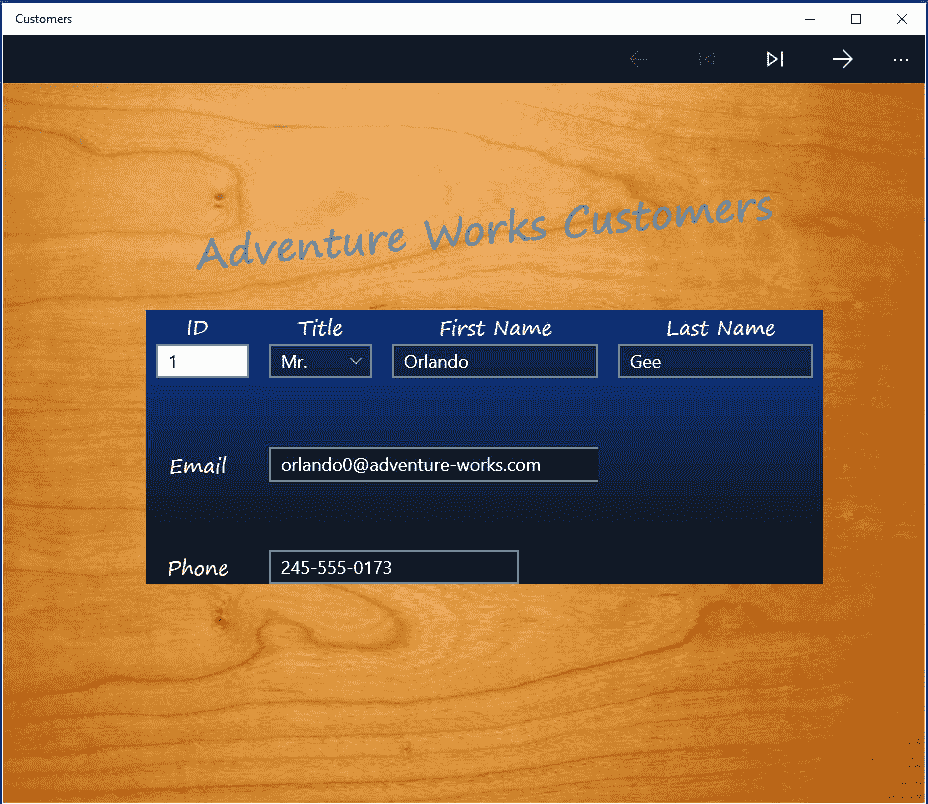 Customers
Adventure Works Customers
ID Title First Name Last Name
1 Mr. Orlando Gee
Email orlando0@adventure-works.com
Phone 245-555-0173